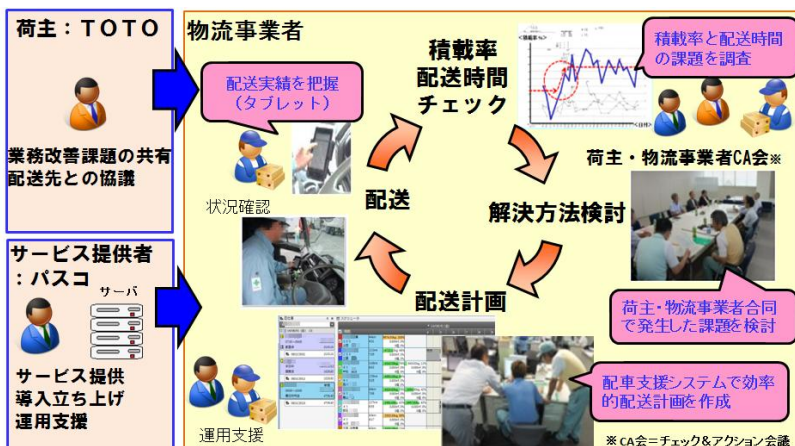 荷主:TOTO
業務改善課題の共有
配送先との協議
サービス提供者
:パスコ
サーバ
サービス提供
導入立ち上げ
運用支援
物流事業者
配送実績を把握
(タブレット)
状況確認
積載率
配送時間
チェック
積載率と配送時間
の課題を調査
荷主・物流事業者CA会※
配送
解決方法検討
配送計画
荷主・物流事業者合同
で発生した課題を検討
配車支援システムで効率
的配送計画を作成
運用支援
※CA会=チェック&アクション会議